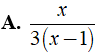 A. x / 3(x−1)